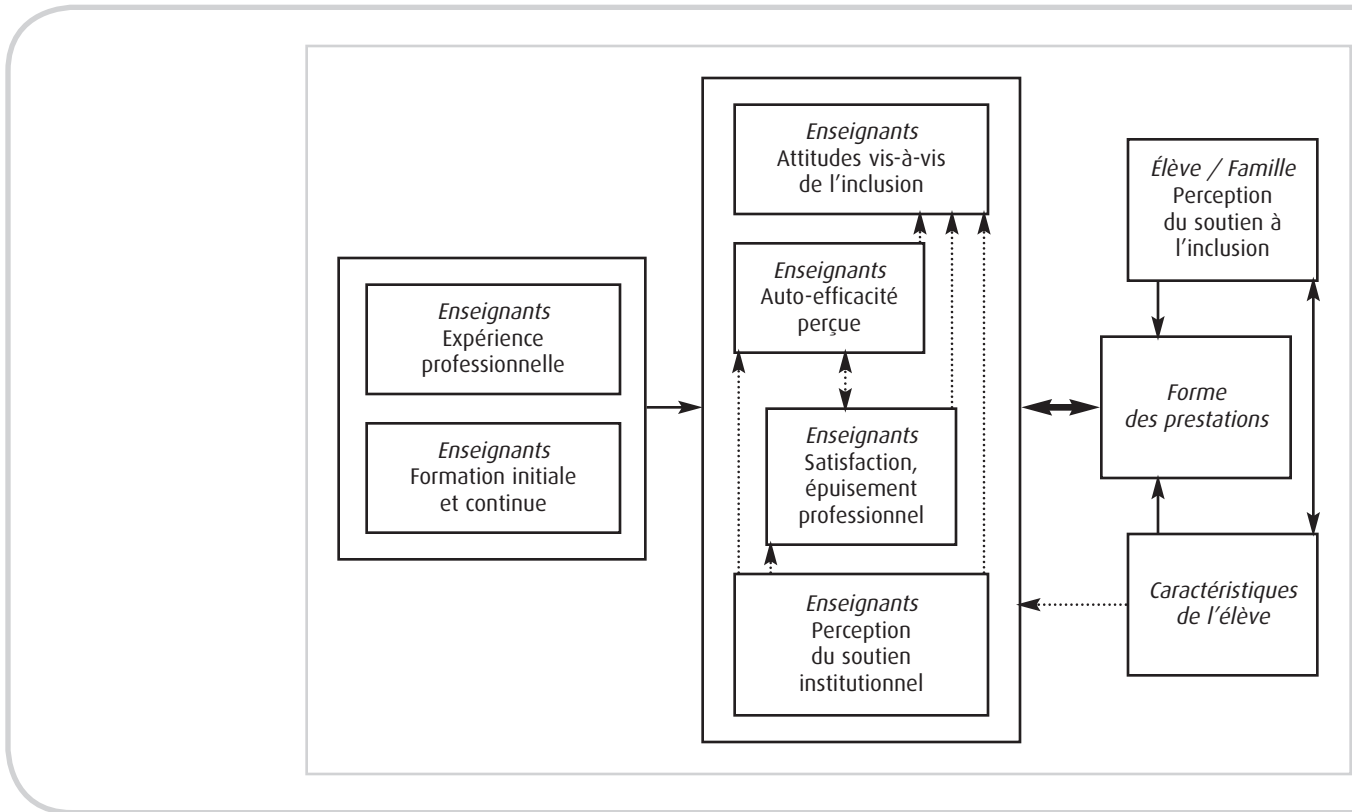 Enseignants
Expérience
professionnelle
Enseignants
Formation initiale
et continue
Enseignants
Attitudes vis-à-vis
de l'inclusion
Enseignants
Auto-efficacité
perçue
Enseignants
Satisfaction,
épuisement
professionnel
Enseignants
Perception
du soutien
institutionnel
Élève / Famille
Perception
du soutien à
l'inclusion
Forme
des prestations
Caractéristiques
de l'élève